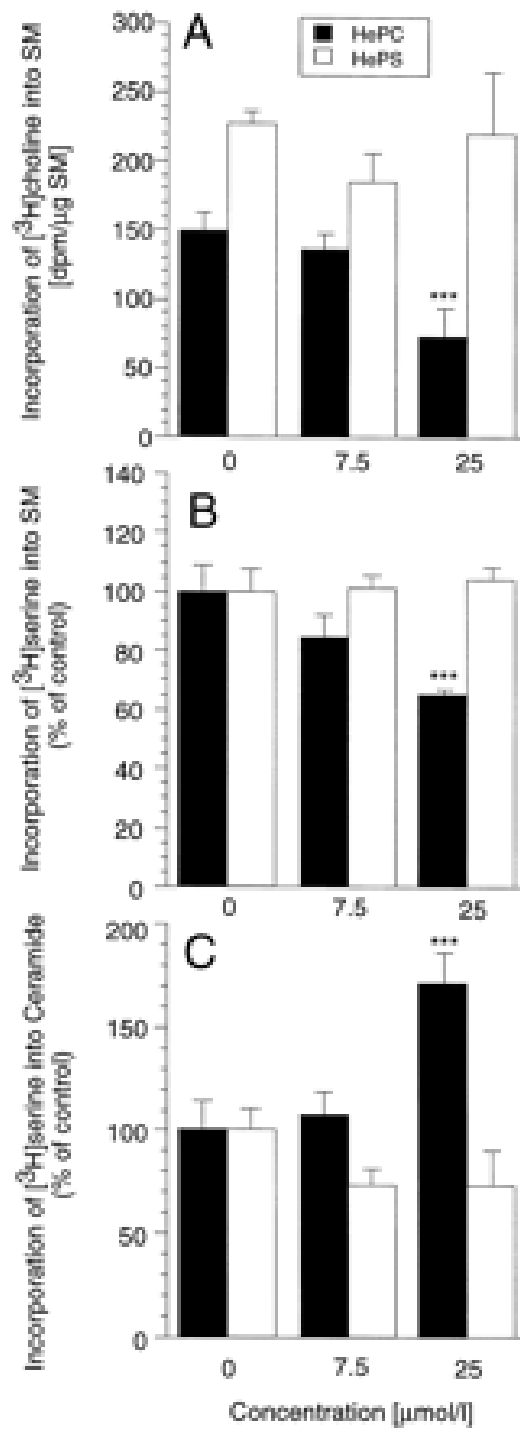 A
HePC
HePS
Incorporation of [³H]choline into SM
[dpm/µg SM]
300
250
200
150
100
50
0
***
0 7.5 25
B
Incorporation of [³H]serine into SM
(% of control)
140
120
100
80
60
40
20
0
***
0 7.5 25
C
Incorporation of [³H]serine into Ceramide
(% of control)
200
150
100
50
0
***
0 7.5 25
Concentration [µmol/l]